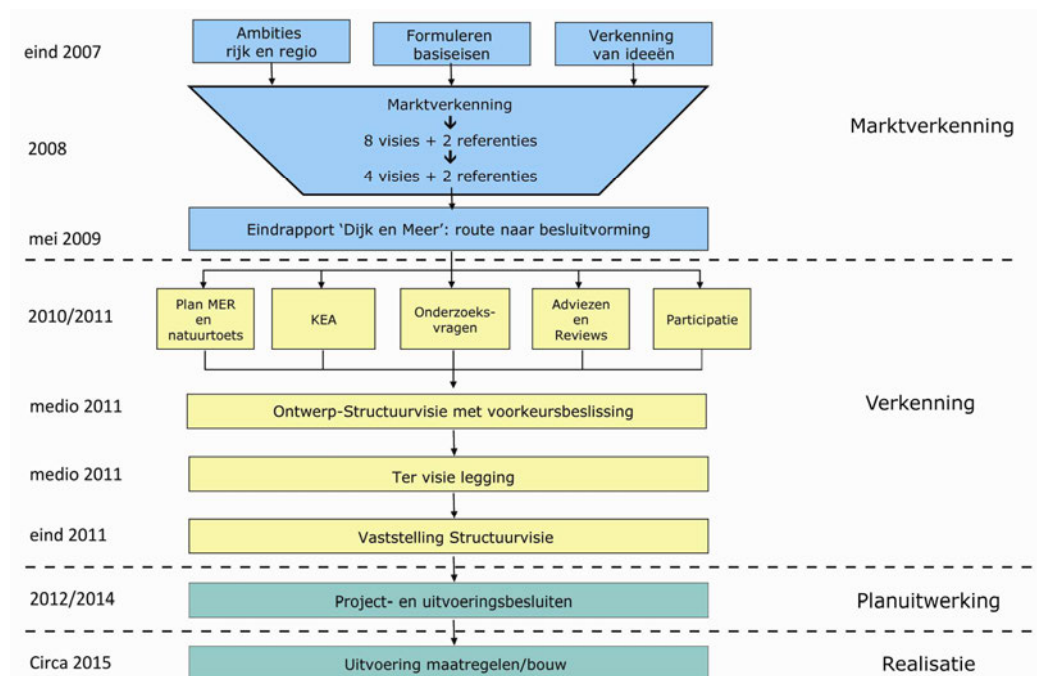 eind 2007
Ambities
rijk en regio
Formuleren
basiseisen
Verkenning
van ideeën
2008
Marktverkenning
8 visies + 2 referenties
4 visies + 2 referenties
Marktverkenning
mei 2009
Eindrapport ‘Dijk en Meer’: route naar besluitvorming
2010/2011
Plan MER
en
natuurtoets
KEA
Onderzoeks-
vragen
Adviezen
en
Reviews
Participatie
medio 2011
Ontwerp-Structuurvisie met voorkeursbeslissing
Verkenning
medio 2011
Ter visie legging
eind 2011
Vaststelling Structuurvisie
2012/2014
Project- en uitvoeringsbesluiten
Planuitwerking
Circa 2015
Uitvoering maatregelen/bouw
Realisatie